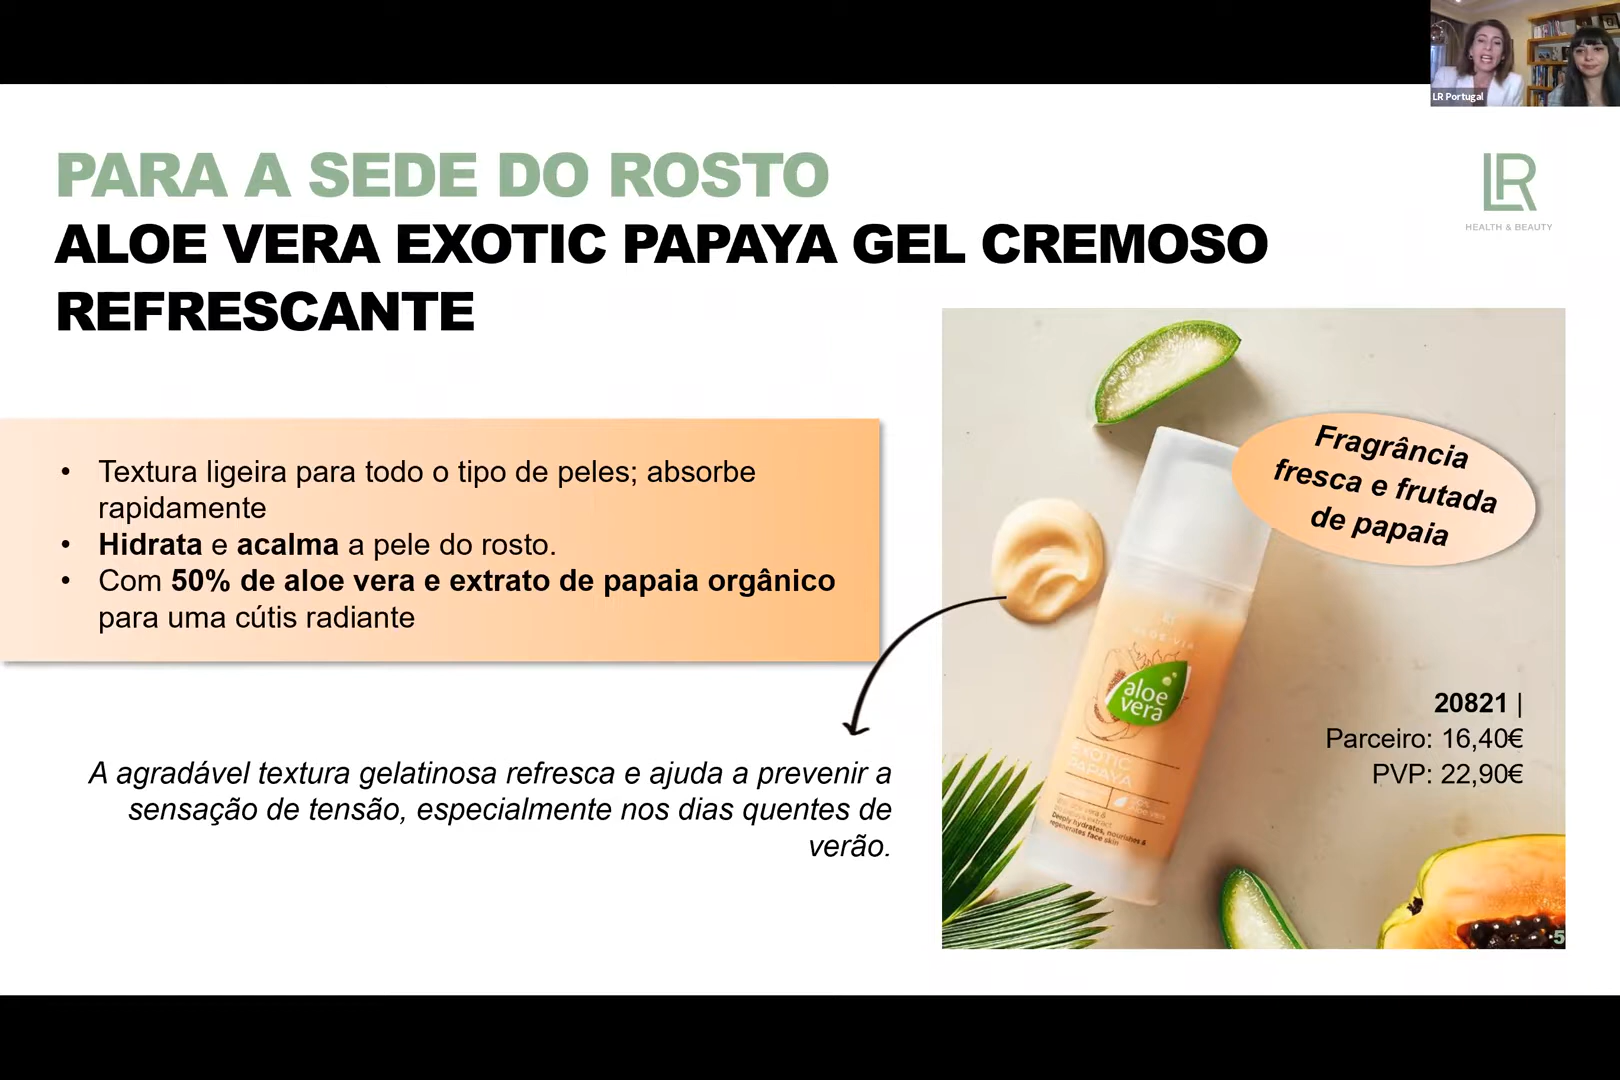 LR Portugal
PARA A SEDE DO ROSTO
ALOE VERA EXOTIC PAPAYA GEL CREMOSO
REFRESCANTE
LR
HEALTH & BEAUTY
• Textura ligeira para todo o tipo de peles; absorbe
rapidamente
• Hidrata e acalma a pele do rosto.
• Com 50% de aloe vera e extrato de papaia orgânico
para uma cútis radiante
A agradável textura gelatinosa refresca e ajuda a prevenir a
sensação de tensão, especialmente nos dias quentes de
verão.
Fragrância
fresca e frutada
de papaia
LR
ALOE VIA
aloe
vera
EXOTIC
PAPAYA
Deeply hydrates, nourishes &
regenerates face skin
20821 |
Parceiro: 16,40€
PVP: 22,90€
5